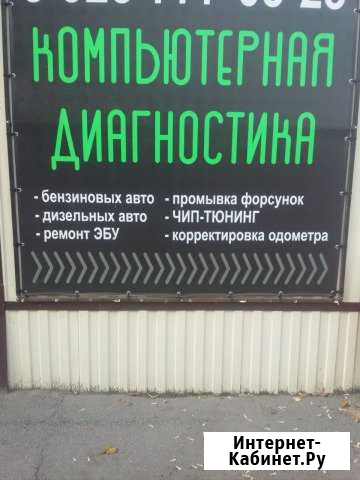 КОМПЬЮТЕРНАЯ
ДИАГНОСТИКА
- бензиновых авто - промывка форсунок
- дизельных авто - ЧИП-ТЮНИНГ
- ремонт ЭБУ - корректировка одометра
Интернет-
Кабинет.Ру